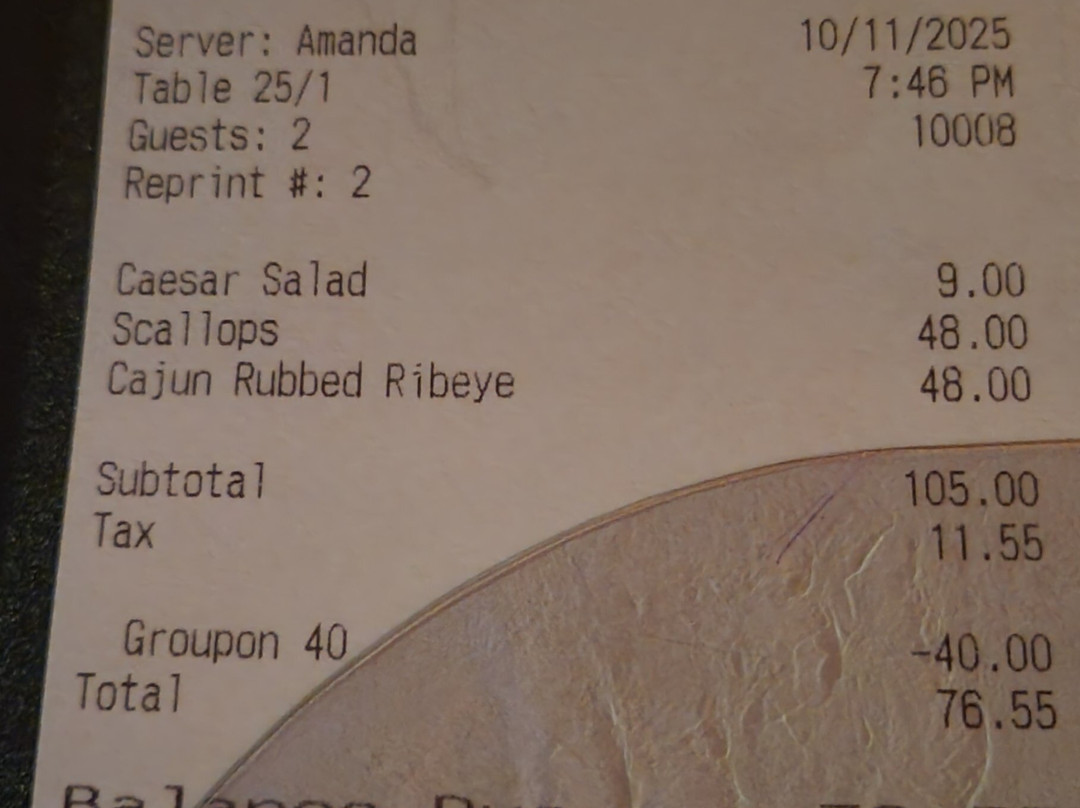 Server: Amanda 10/11/2025
Table 25/1 7:46 PM
Guests: 2 10008
Reprint #: 2
Caesar Salad 9.00
Scallops 48.00
Cajun Rubbed Ribeye 48.00
Subtotal 105.00
Tax 11.55
Groupon 40 -40.00
Total 76.55
Balance Due